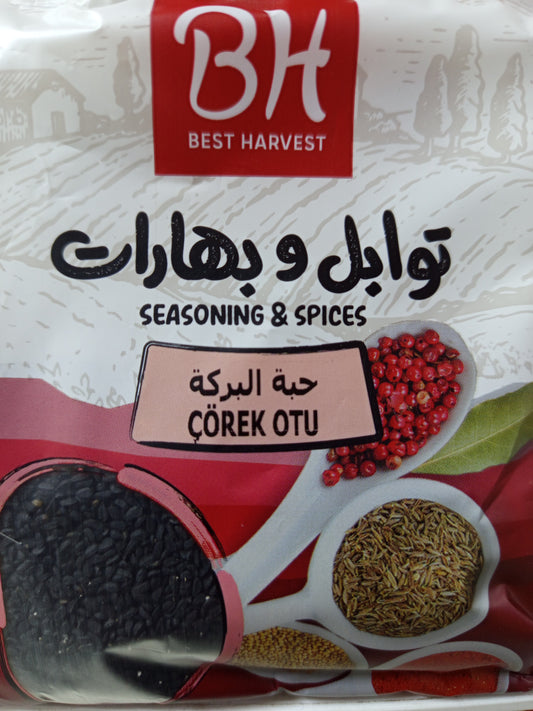 BH
BEST HARVEST
توابل و بهارات
SEASONING & SPICES
حبة البركة
ÇÖREK OTU